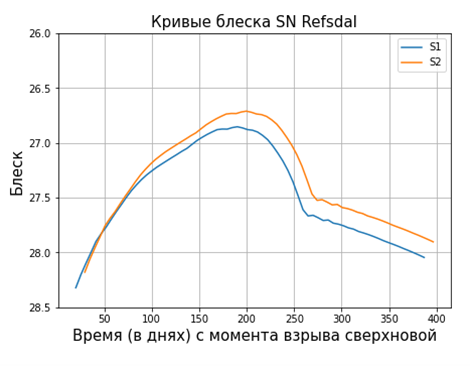 Кривые блеска SN Refsdal
26.0
S1
S2
26.5
27.0
Блеск
27.5
28.0
28.5
50 100 150 200 250 300 350 400
Время (в днях) с момента взрыва сверхновой